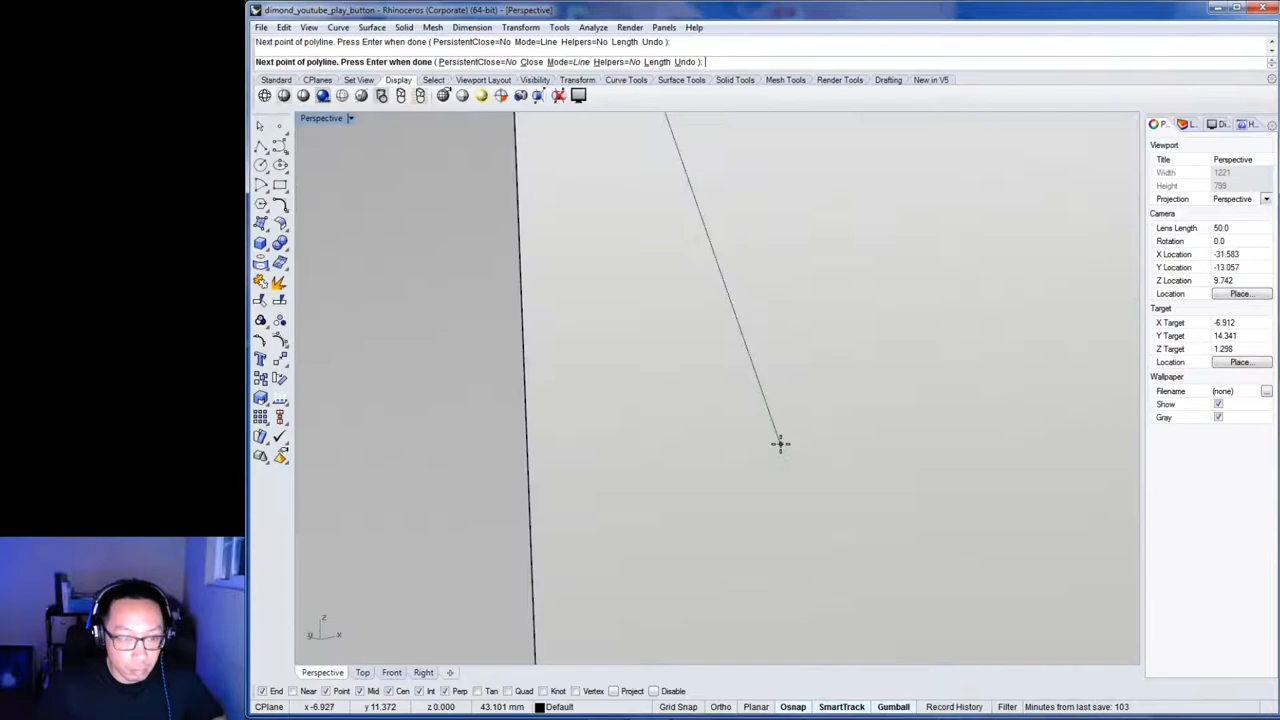 dimond_youtube_play_button - Rhinoceros (Corporate) (64-bit) - [Perspective]
File Edit View Curve Surface Solid Mesh Dimension Transform Tools Analyze Render Panels Help
Next point of polyline. Press Enter when done ( PersistentClose=No Mode=Line Helpers=No Length Undo ):
Next point of polyline. Press Enter when done ( PersistentClose=No Close Mode=Line Helpers=No Length Undo ):
Standard CPlanes Set View Display Select Viewport Layout Visibility Transform Curve Tools Surface Tools Solid Tools Mesh Tools Render Tools Drafting New in V5
Perspective
P... L... Di... H...
Viewport
Title Perspective
Width 1221
Height 799
Projection Perspective
Camera
Lens Length 50.0
Rotation 0.0
X Location -31.583
Y Location -13.057
Z Location 9.742
Location Place...
Target
X Target -6.912
Y Target 14.341
Z Target 1.298
Location Place...
Wallpaper
Filename (none) ...
Show
Gray
z
y x
Perspective Top Front Right
End Near Point Mid Cen Int Perp Tan Quad Knot Vertex Project Disable
CPlane x -6.927 y 11.372 z 0.000 43.101 mm Default Grid Snap Ortho Planar Osnap SmartTrack Gumball Record History Filter Minutes from last save: 103